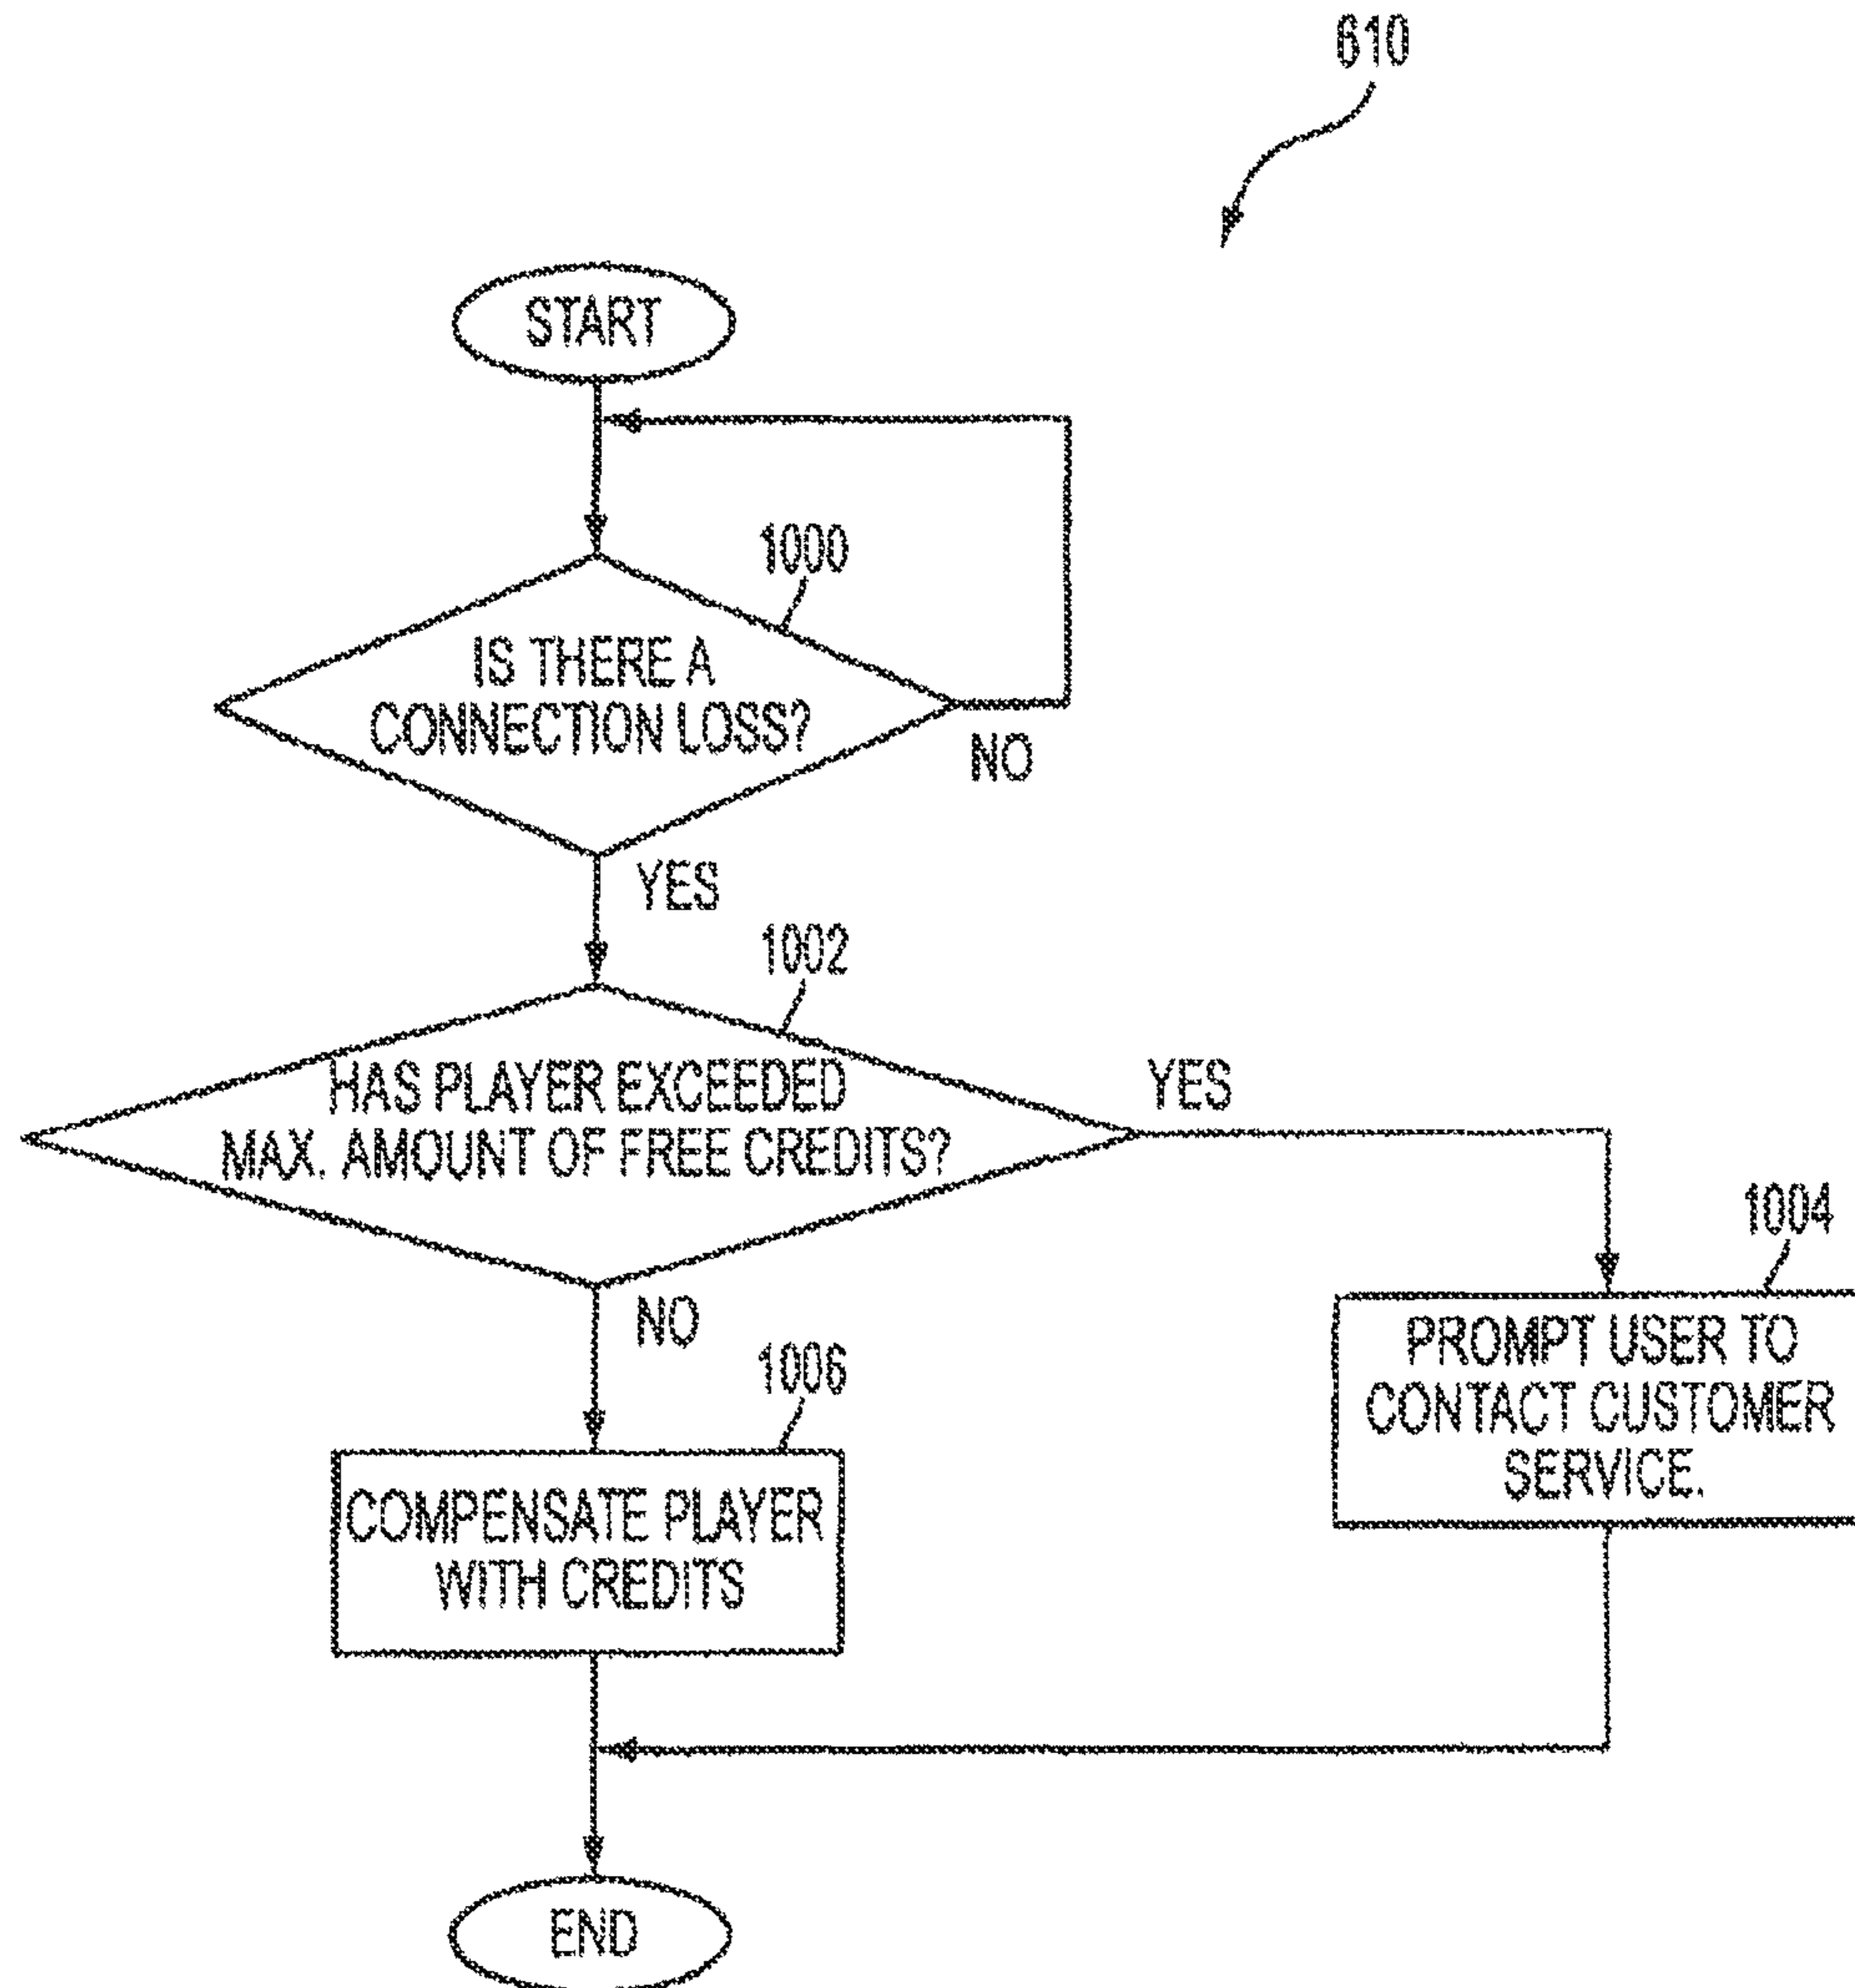 610
START
1000
IS THERE A
CONNECTION LOSS?
NO
YES
1002
HAS PLAYER EXCEEDED
MAX. AMOUNT OF FREE CREDITS?
YES
1004
NO
PROMPT USER TO
CONTACT CUSTOMER
SERVICE.
1006
COMPENSATE PLAYER
WITH CREDITS
END